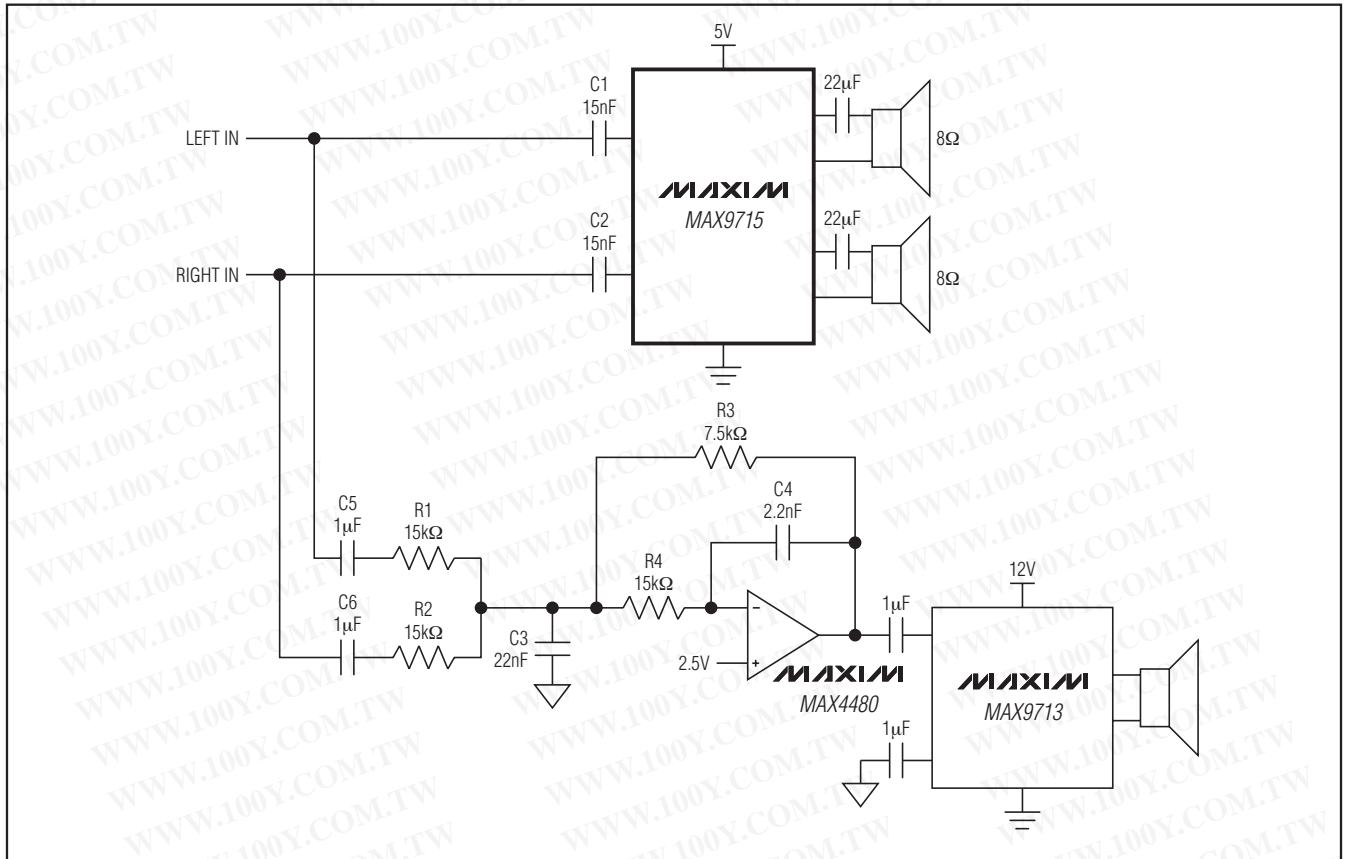 5V
C1
15nF
22μF
LEFT IN
8Ω
MAXIM
MAX9715
C2
15nF
22μF
RIGHT IN
8Ω
R3
7.5kΩ
C4
2.2nF
C5
1μF
R1
15kΩ
R4
15kΩ
12V
C6
1μF
R2
15kΩ
C3
22nF
−
1μF
2.5V
+
MAXIM
MAX4480
MAXIM
MAX9713
1μF
WWW.100Y.COM.TW